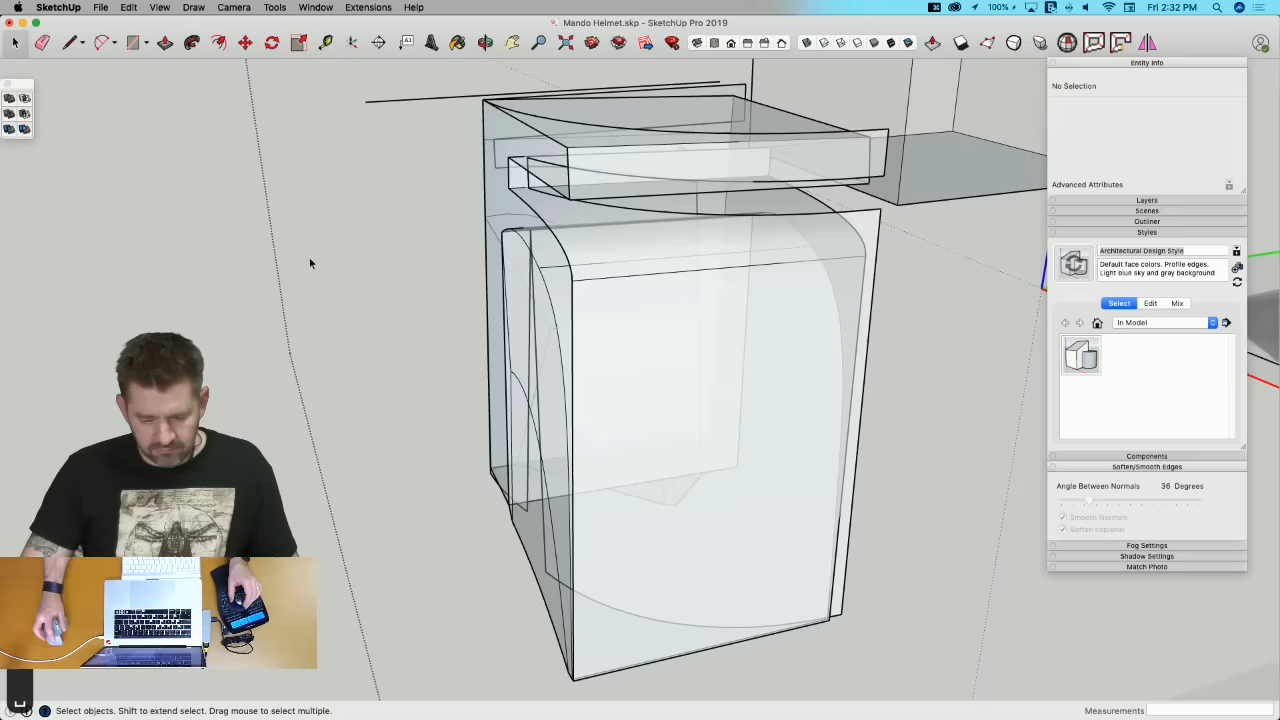 SketchUp File Edit View Draw Camera Tools Window Extensions Help
100% Fri 2:32 PM
Mando Helmet.skp - SketchUp Pro 2019
Entity Info
No Selection
Advanced Attributes
Layers
Scenes
Outliner
Styles
Architectural Design Style
Default face colors. Profile edges.
Light blue sky and gray background
Select Edit Mix
In Model
Components
Soften/Smooth Edges
Angle Between Normals 36 Degrees
Smooth Normals
Soften coplanar
Fog Settings
Shadow Settings
Match Photo
Select objects. Shift to extend select. Drag mouse to select multiple.
Measurements